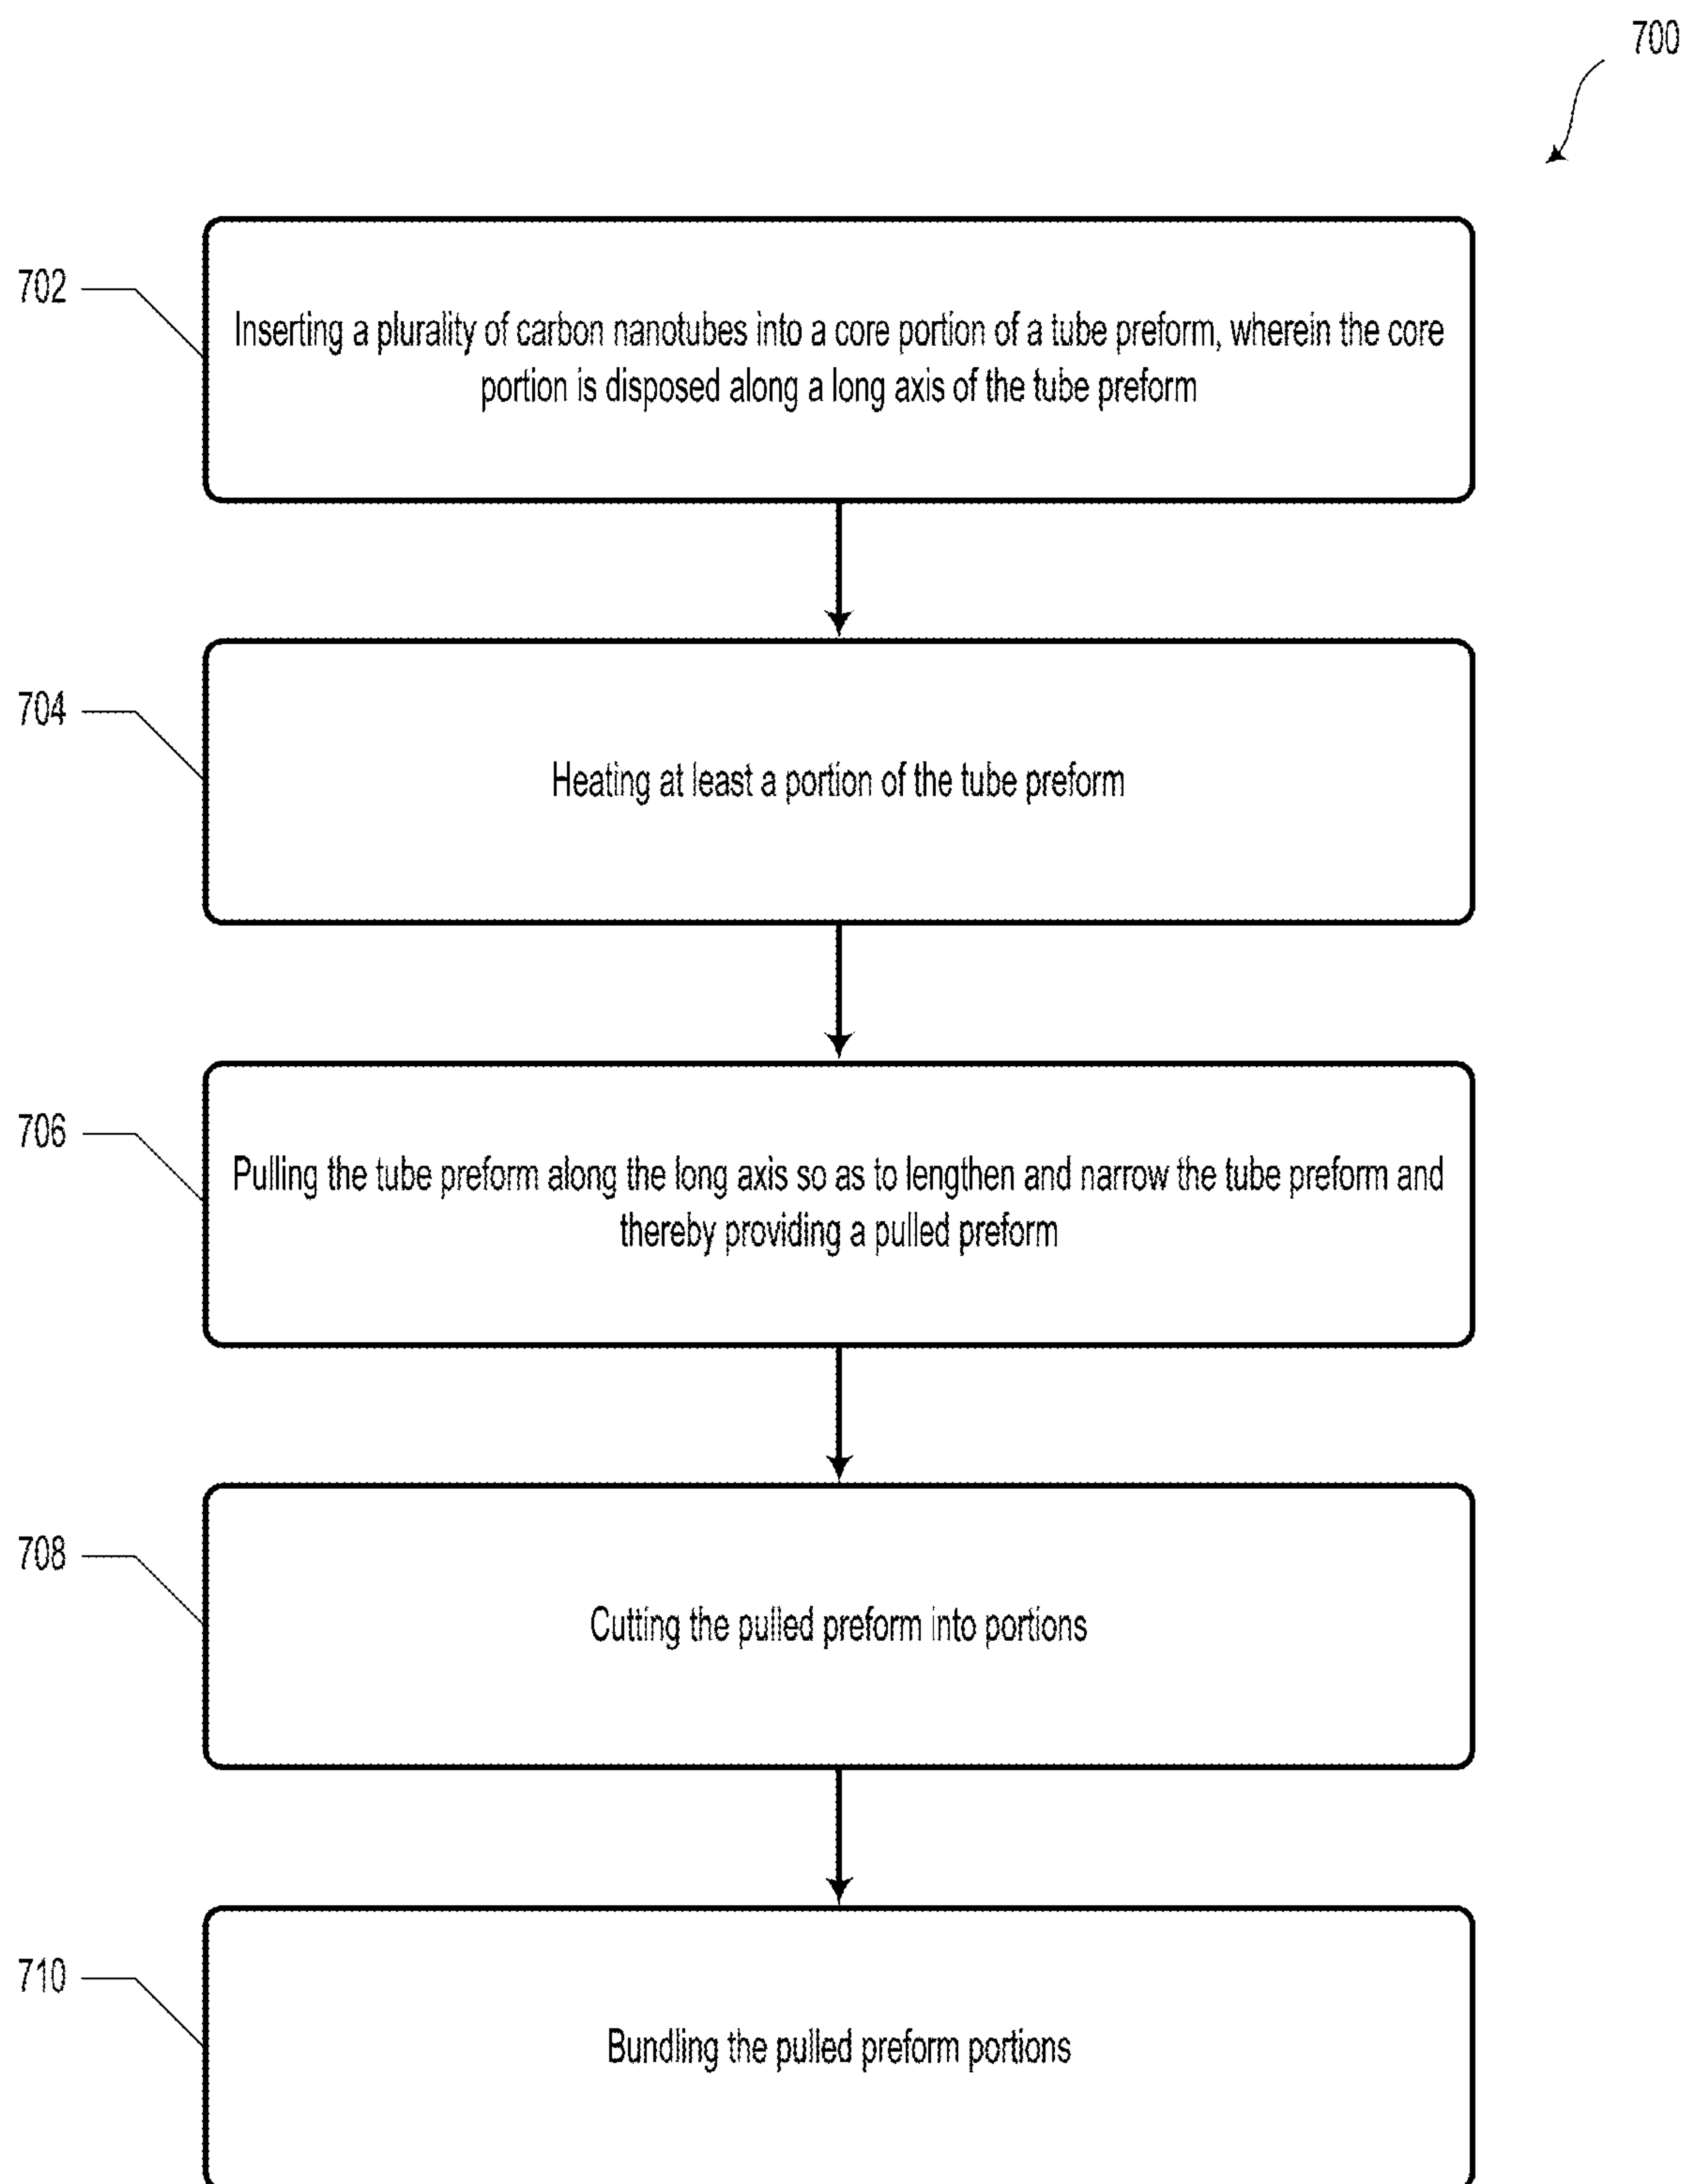 700
702
Inserting a plurality of carbon nanotubes into a core portion of a tube preform, wherein the core
portion is disposed along a long axis of the tube preform
704
Heating at least a portion of the tube preform
706
Pulling the tube preform along the long axis so as to lengthen and narrow the tube preform and
thereby providing a pulled preform
708
Cutting the pulled preform into portions
710
Bundling the pulled preform portions